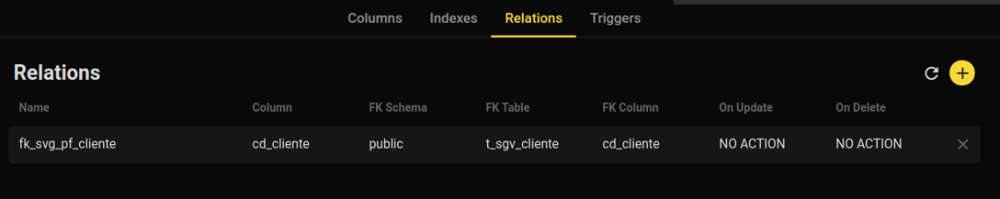 Columns Indexes Relations Triggers
Relations
Name Column FK Schema FK Table FK Column On Update On Delete
fk_svg_pf_cliente cd_cliente public t_sgv_cliente cd_cliente NO ACTION NO ACTION